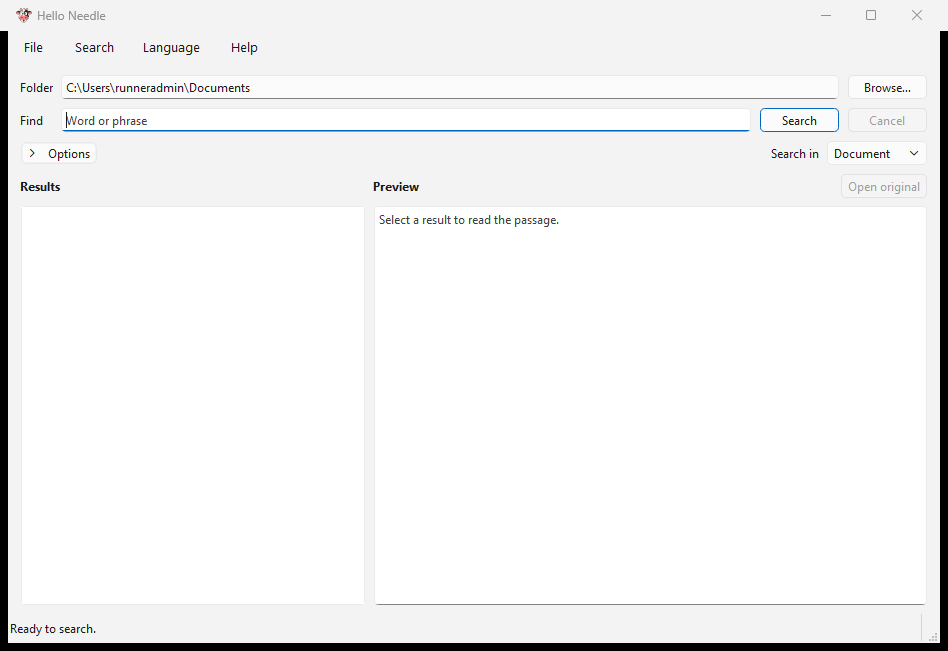 Hello Needle
File Search Language Help
Folder C:\Users\runneradmin\Documents Browse...
Find Word or phrase Search Cancel
Options Search in Document
Results Preview Open original
Select a result to read the passage.
Ready to search.